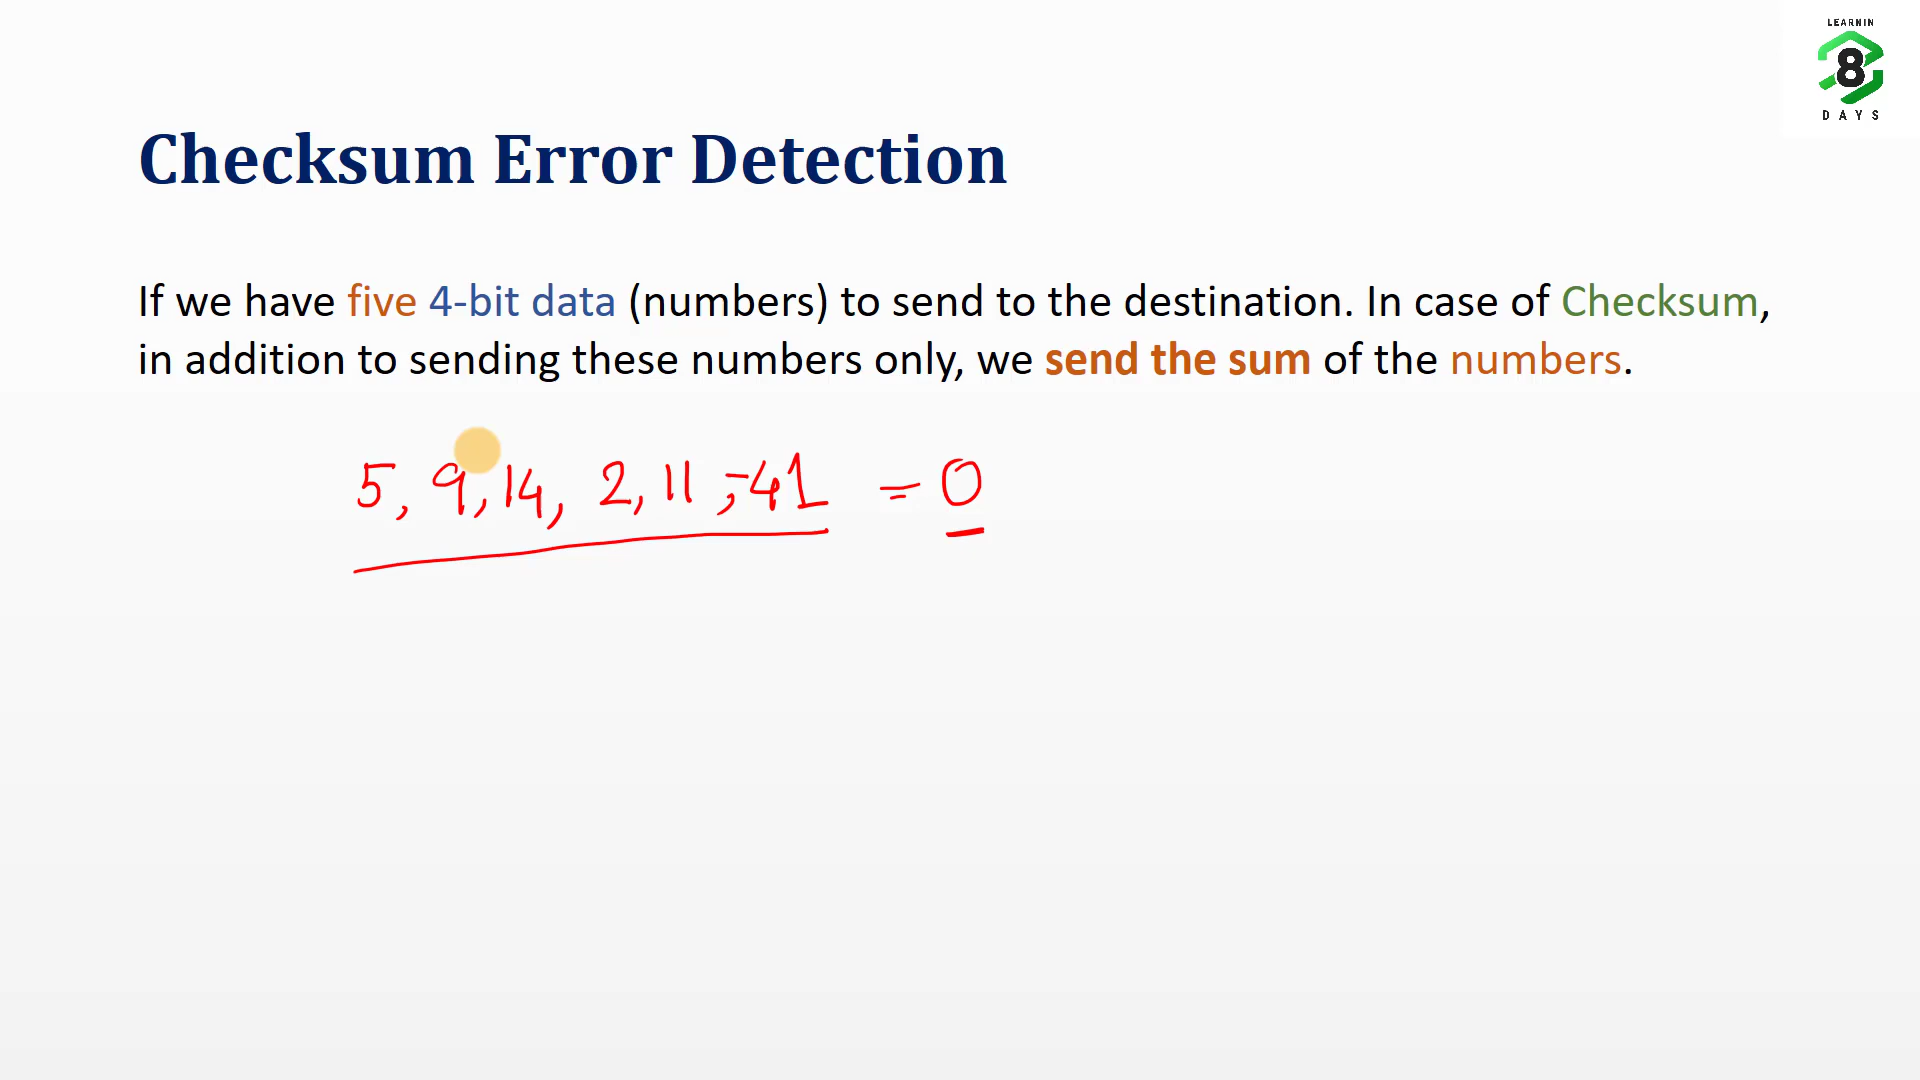 LEARNIN
8
DAYS
Checksum Error Detection
If we have five 4-bit data (numbers) to send to the destination. In case of Checksum,
in addition to sending these numbers only, we send the sum of the numbers.
5, 9, 14, 2, 11, -41 = 0